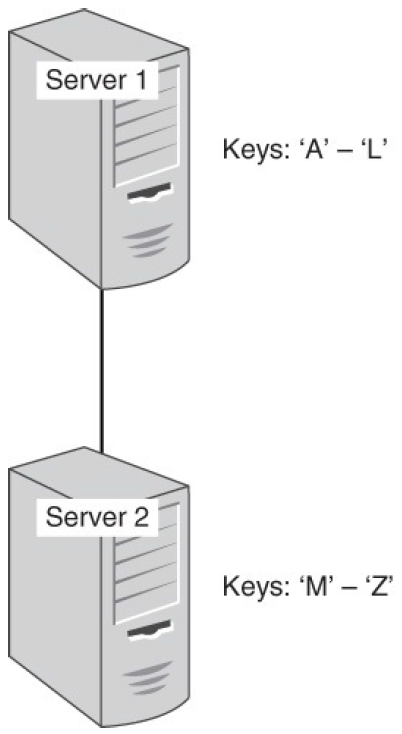 Server 1
Keys: ‘A’ – ‘L’
Server 2
Keys: ‘M’ – ‘Z’